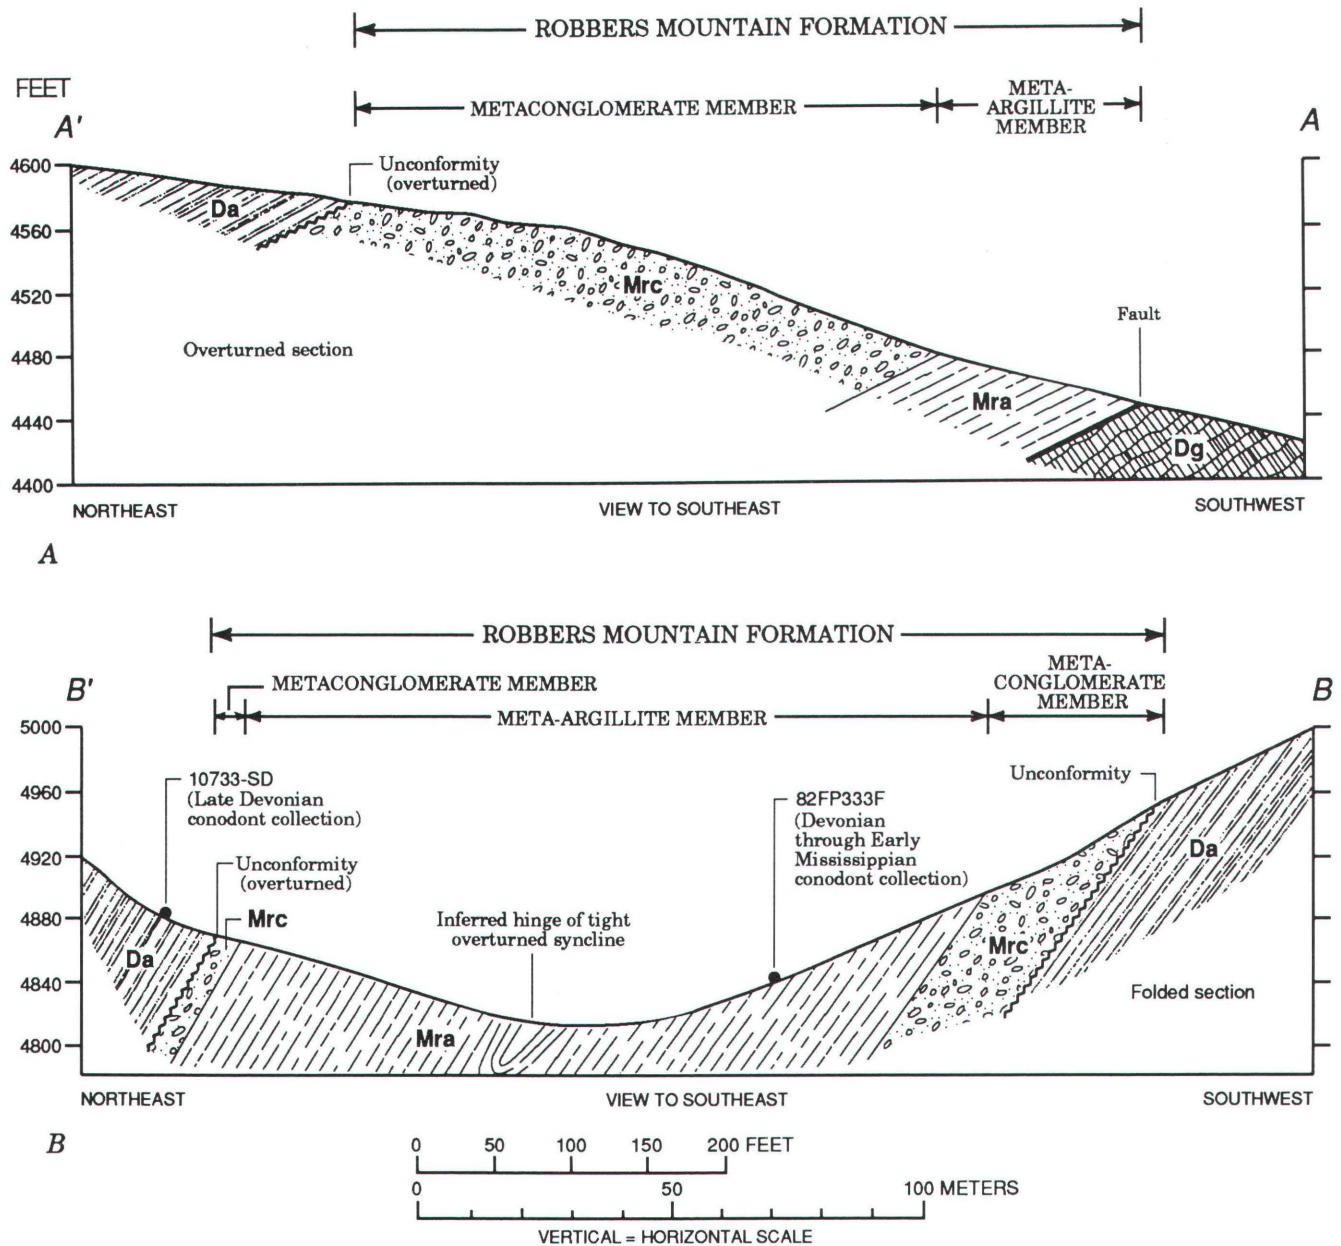 ROBBERS MOUNTAIN FORMATION
METACONGLOMERATE MEMBER
META-
ARGILLITE
MEMBER
FEET
A'
A
4600
4560
4520
4480
4440
4400
Unconformity
(overturned)
Da
Mrc
Fault
Overturned section
Mra
Dg
NORTHEAST
VIEW TO SOUTHEAST
SOUTHWEST
A
ROBBERS MOUNTAIN FORMATION
METACONGLOMERATE MEMBER
META-ARGILLITE MEMBER
META-
CONGLOMERATE
MEMBER
B'
B
5000
4960
4920
4880
4840
4800
10733-SD
(Late Devonian
conodont collection)
Unconformity
(overturned)
Mrc
Da
Inferred hinge of tight
overturned syncline
Mra
82FP333F
(Devonian
through Early
Mississippian
conodont collection)
Unconformity
Da
Mrc
Folded section
NORTHEAST
VIEW TO SOUTHEAST
SOUTHWEST
B
0 50 100 150 200 FEET
0 50 100 METERS
VERTICAL = HORIZONTAL SCALE